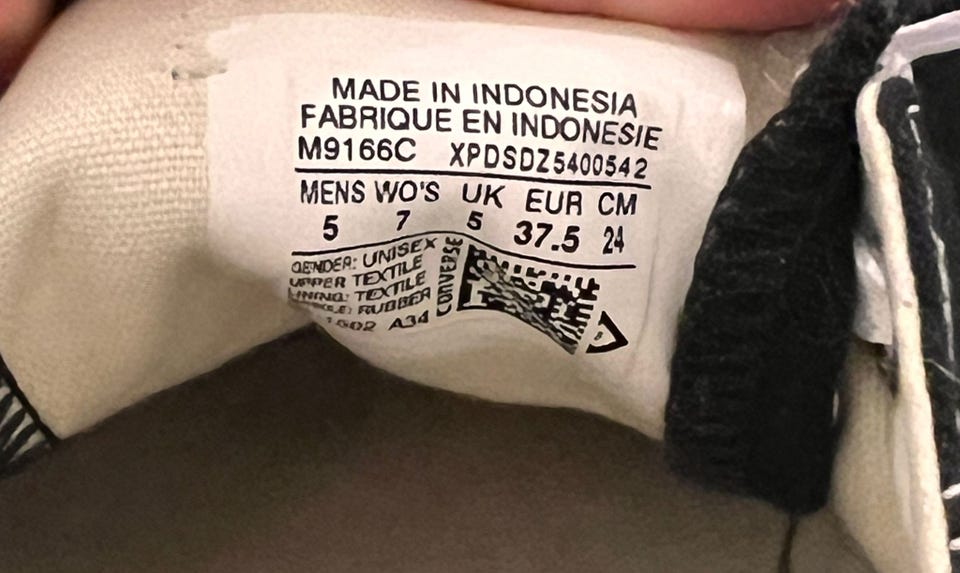 MADE IN INDONESIA
FABRIQUE EN INDONESIE
M9166C XPDSDZ5400542
MENS WO'S UK EUR CM
5 7 5 37.5 24
GENDER: UNISEX
UPPER TEXTILE
LINING: TEXTILE
RUBBER
A34
CONVERSE